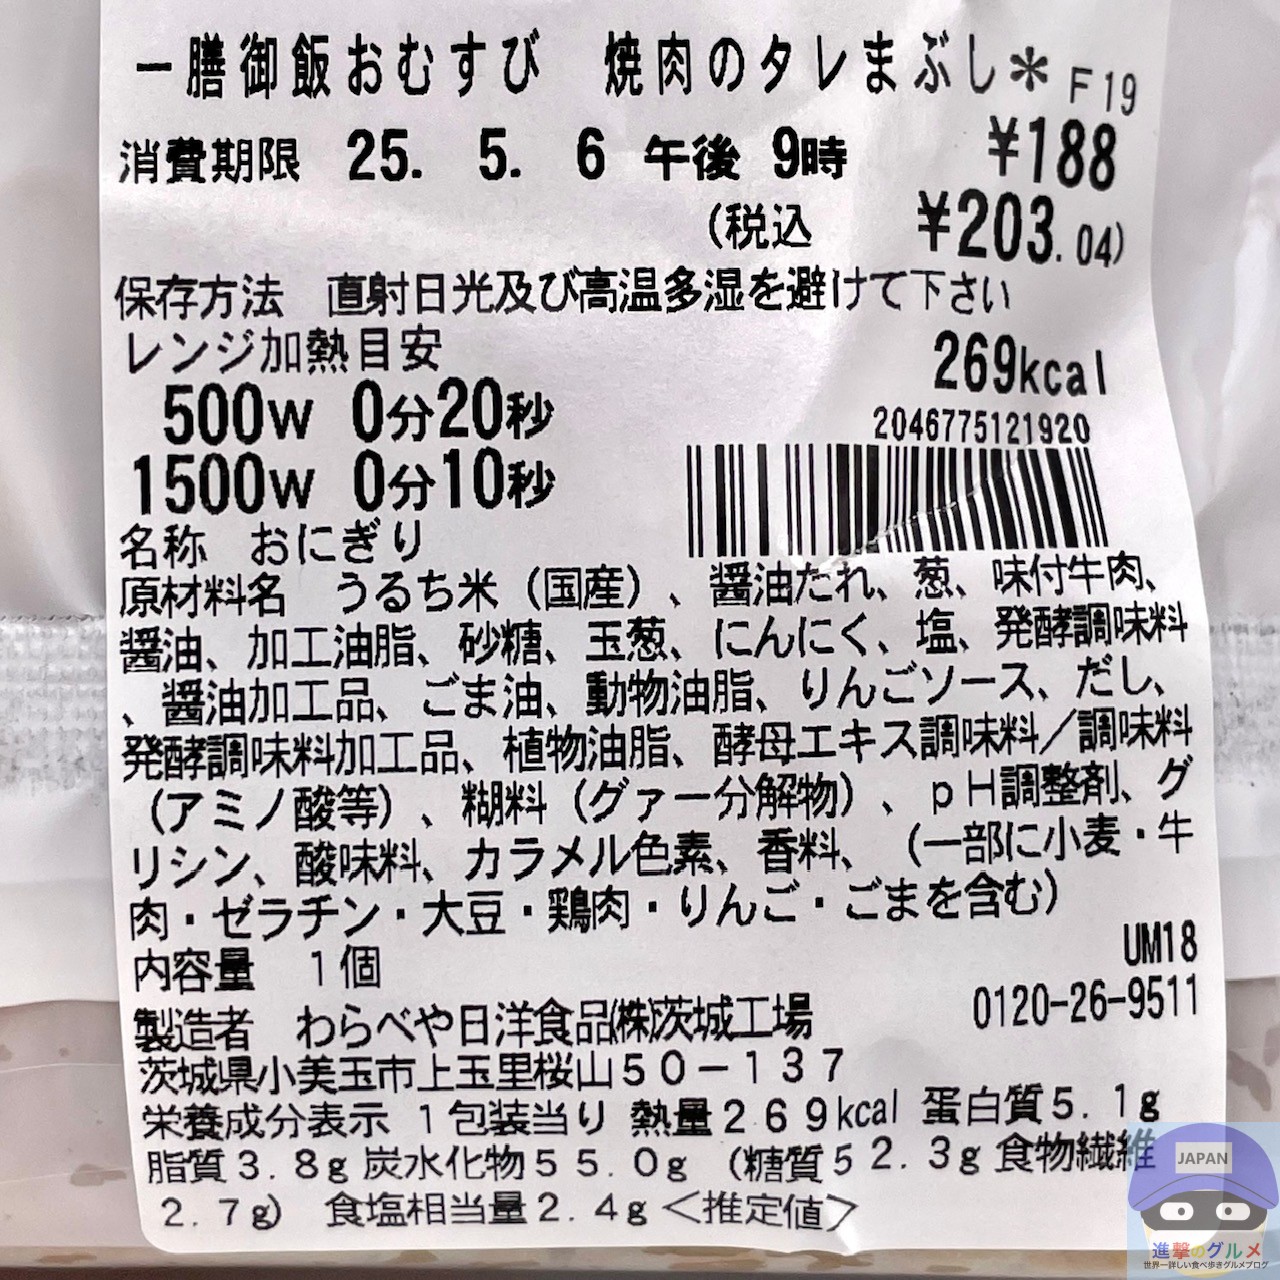 一膳御飯おむすび 焼肉のタレまぶし＊ F19
消費期限 25. 5. 6 午後 9時 ¥188
(税込 ¥203.04)
保存方法 直射日光及び高温多湿を避けて下さい
レンジ加熱目安 269kcal
500W 0分20秒 2046775121920
1500W 0分10秒
名称 おにぎり
原材料名 うるち米（国産）、醤油たれ、葱、味付牛肉、
醤油、加工油脂、砂糖、玉葱、にんにく、塩、発酵調味料
、醤油加工品、ごま油、動物油脂、りんごソース、だし、
発酵調味料加工品、植物油脂、酵母エキス調味料／調味料
（アミノ酸等）、糊料（グァー分解物）、ｐH調整剤、グ
リシン、酸味料、カラメル色素、香料、（一部に小麦・牛
肉・ゼラチン・大豆・鶏肉・りんご・ごまを含む）
内容量 １個 UM18
製造者 わらべや日洋食品(株)茨城工場 0120-26-9511
茨城県小美玉市上玉里桜山５０－１３７
栄養成分表示 １包装当り 熱量２６９kcal 蛋白質５.１g
脂質３.８g 炭水化物５５.０g （糖質５２.３g 食物繊維
２.７g） 食塩相当量２.４g ＜推定値＞
JAPAN
進撃のグルメ
世界一詳しい食べ歩きグルメブログ